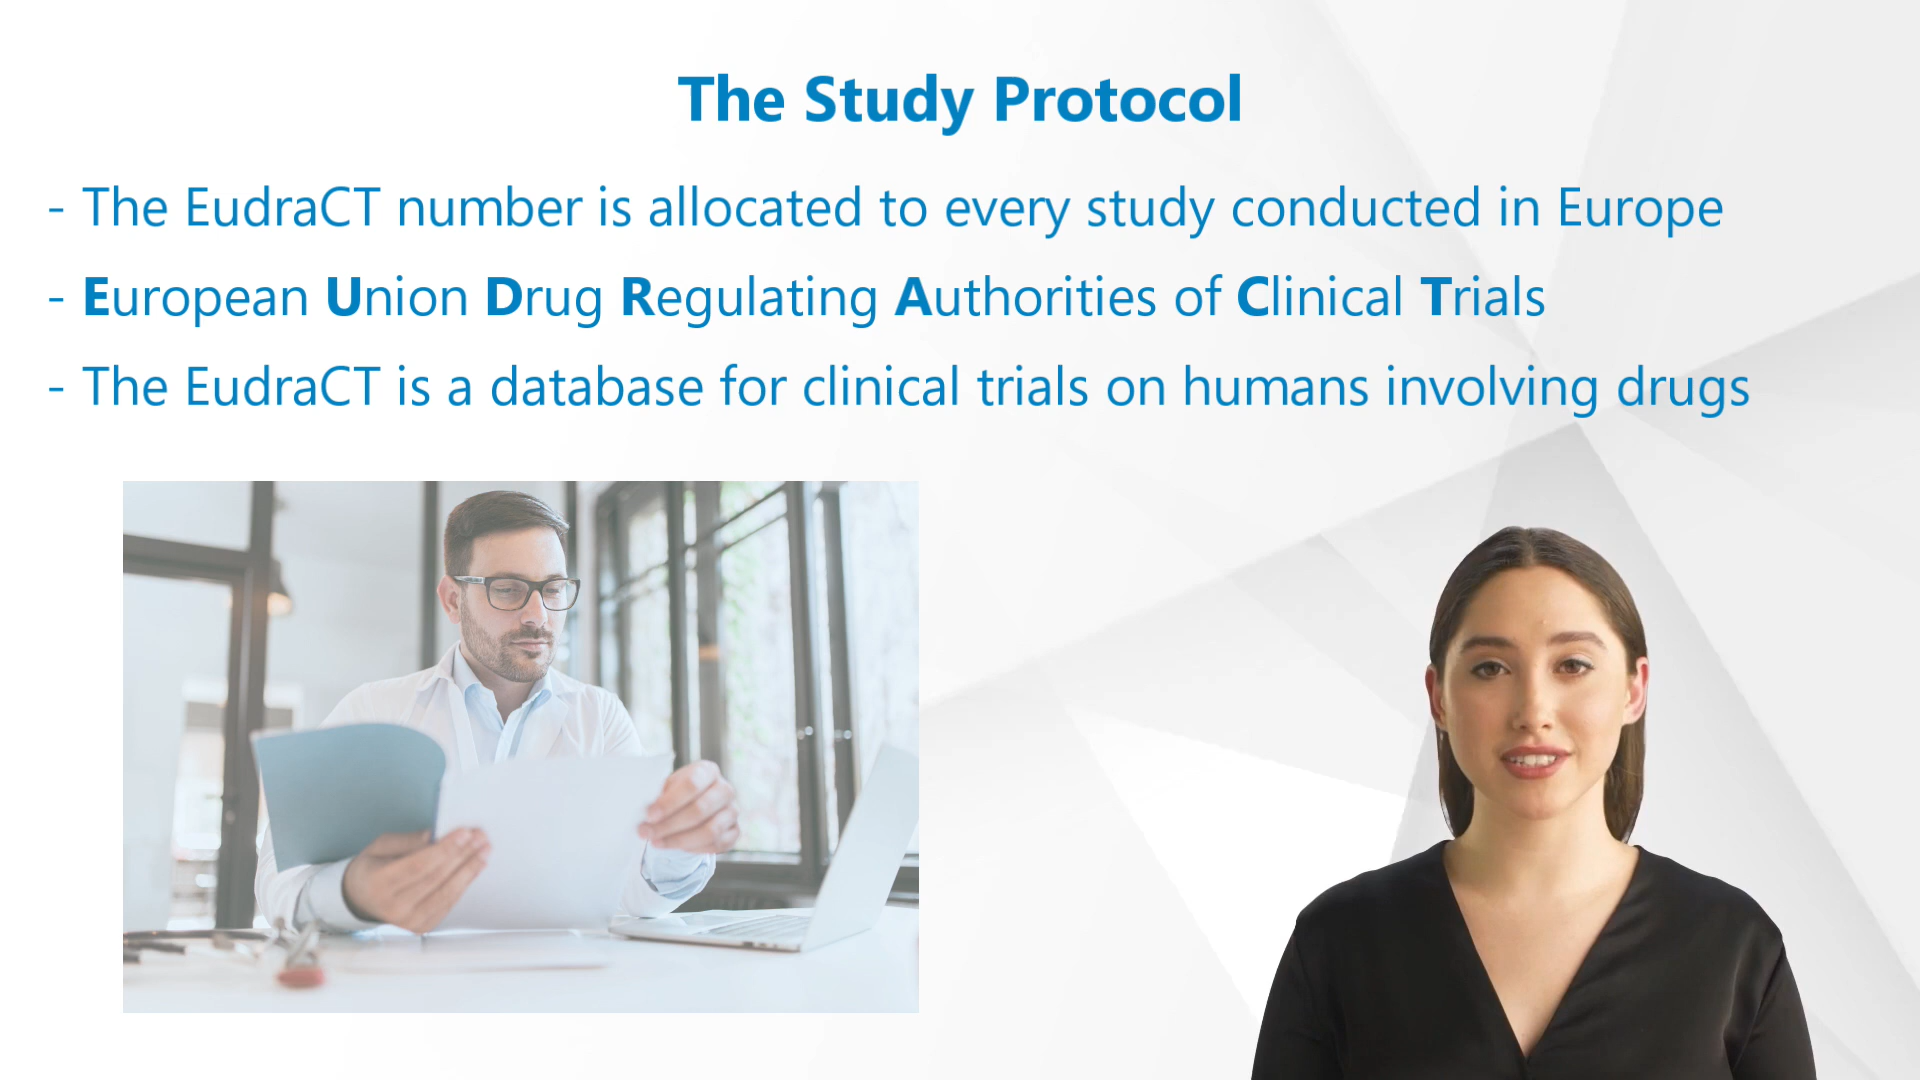 The Study Protocol
- The EudraCT number is allocated to every study conducted in Europe
- European Union Drug Regulating Authorities of Clinical Trials
- The EudraCT is a database for clinical trials on humans involving drugs